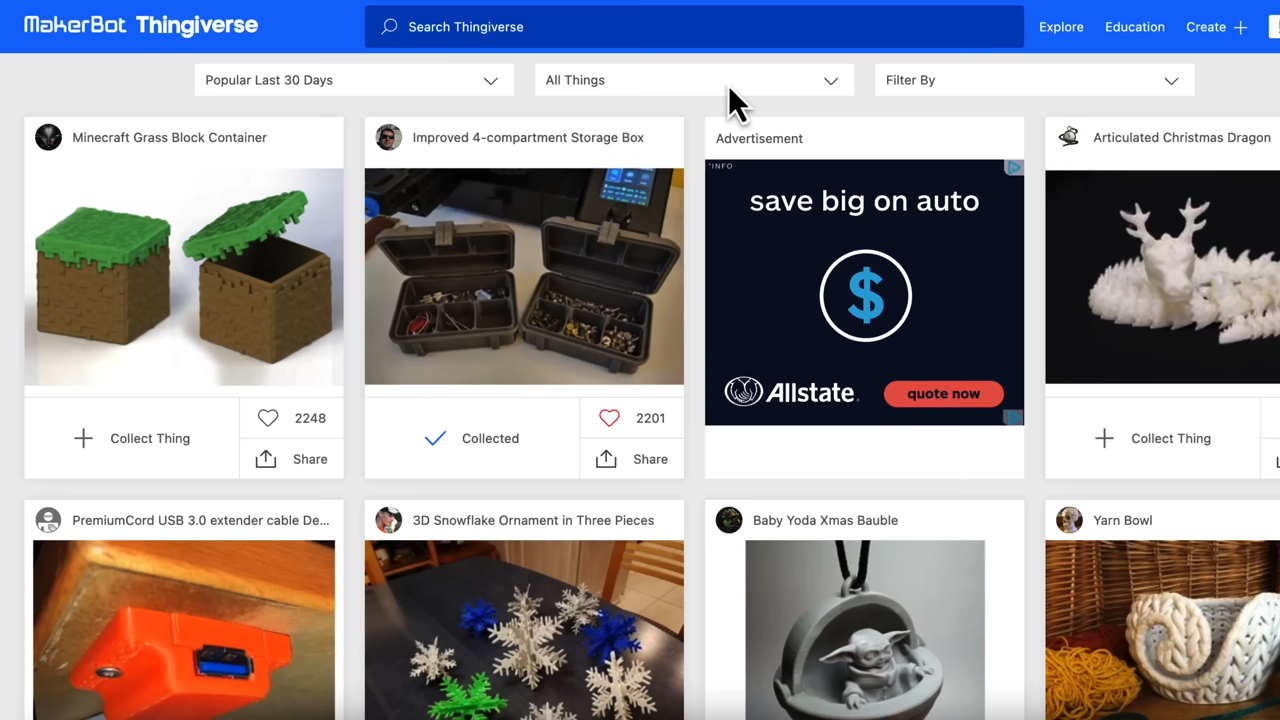 MakerBot Thingiverse
Search Thingiverse
Explore
Education
Create
Popular Last 30 Days
All Things
Filter By
Minecraft Grass Block Container
Improved 4-compartment Storage Box
Advertisement
Articulated Christmas Dragon
*INFO
save big on auto
$
Allstate.
quote now
Collect Thing
2248
Share
Collected
2201
Share
Collect Thing
PremiumCord USB 3.0 extender cable De...
3D Snowflake Ornament in Three Pieces
Baby Yoda Xmas Bauble
Yarn Bowl